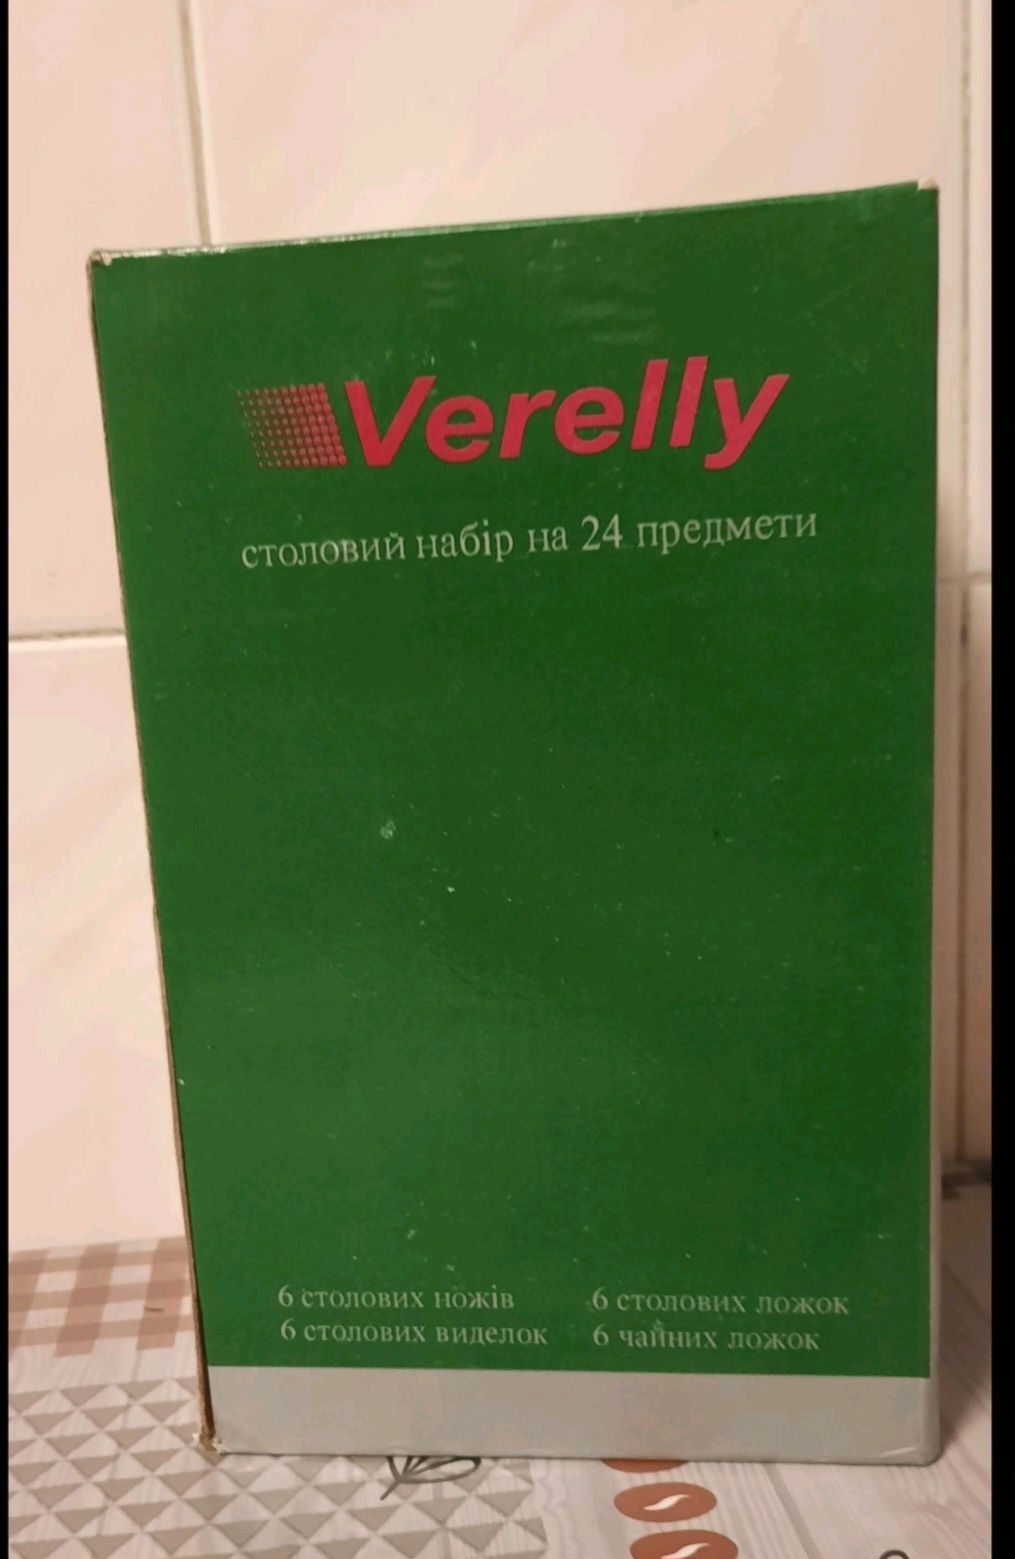 Verelly
столовий набір на 24 предмети
6 столових ножів
6 столових виделок
6 столових ложок
6 чайних ложок